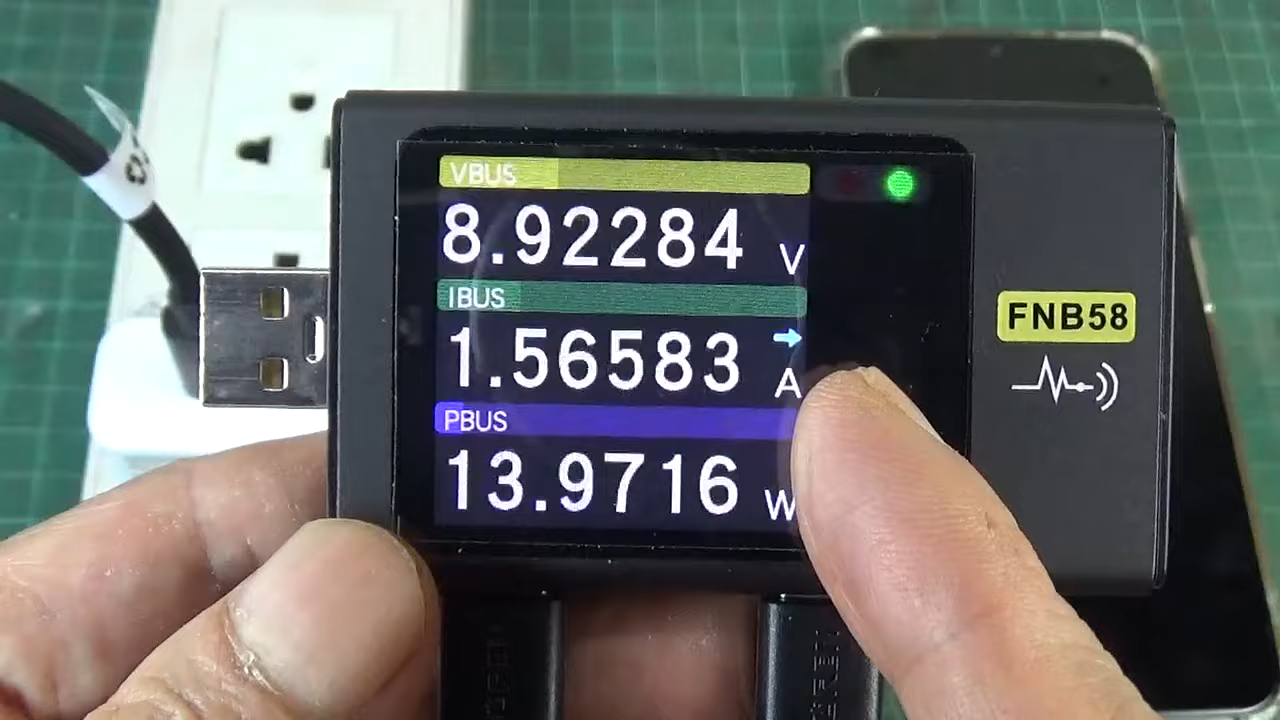 VBUS
8.92284 V
IBUS
1.56583 A
PBUS
13.9716 W
FNB58